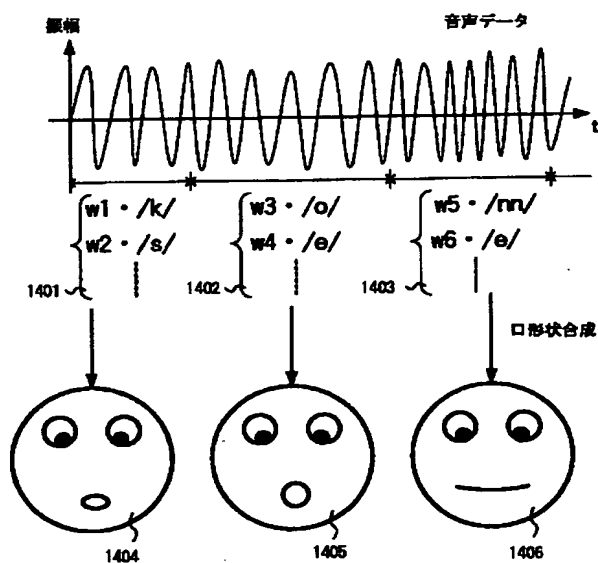 振幅
音声データ
t
w1・/k/
w2・/s/
w3・/o/
w4・/e/
w5・/nn/
w6・/e/
1401
1402
1403
口形状合成
1404
1405
1406